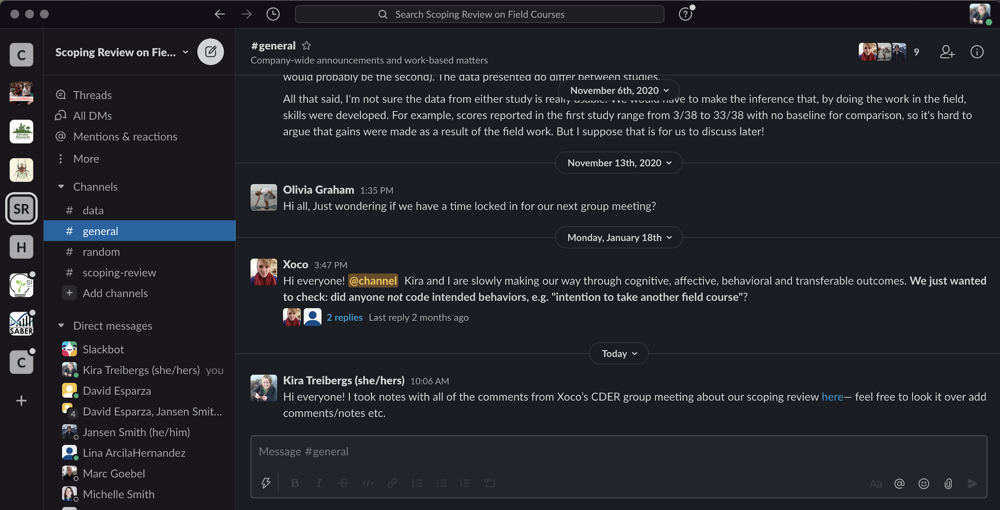 Search Scoping Review on Field Courses
?
C
ALI-CORNELL
Climate
Stewards
SR
H
SI
SABER
C
+
Scoping Review on Fie...
Threads
All DMs
@ Mentions & reactions
More
Channels
# data
# general
# random
# scoping-review
+ Add channels
Direct messages
Slackbot
Kira Treibergs (she/hers) you
David Esparza
4 David Esparza, Jansen Smit...
Jansen Smith (he/him)
Lina ArcilaHernandez
Marc Goebel
Michelle Smith
#general
Company-wide announcements and work-based matters
9
would probably be the second). The data presented do differ between studies.
November 6th, 2020
All that said, I'm not sure the data from either study is really usable. We would have to make the inference that, by doing the work in the field,
skills were developed. For example, scores reported in the first study range from 3/38 to 33/38 with no baseline for comparison, so it's hard to
argue that gains were made as a result of the field work. But I suppose that is for us to discuss later!
November 13th, 2020
Olivia Graham 1:35 PM
Hi all, Just wondering if we have a time locked in for our next group meeting?
Monday, January 18th
Xoco 3:47 PM
Hi everyone! @channel Kira and I are slowly making our way through cognitive, affective, behavioral and transferable outcomes. We just wanted
to check: did anyone not code intended behaviors, e.g. "intention to take another field course"?
2 replies Last reply 2 months ago
Today
Kira Treibergs (she/hers) 10:06 AM
Hi everyone! I took notes with all of the comments from Xoco’s CDER group meeting about our scoping review here— feel free to look it over add
comments/notes etc.
Message #general
B I S </> Aa @